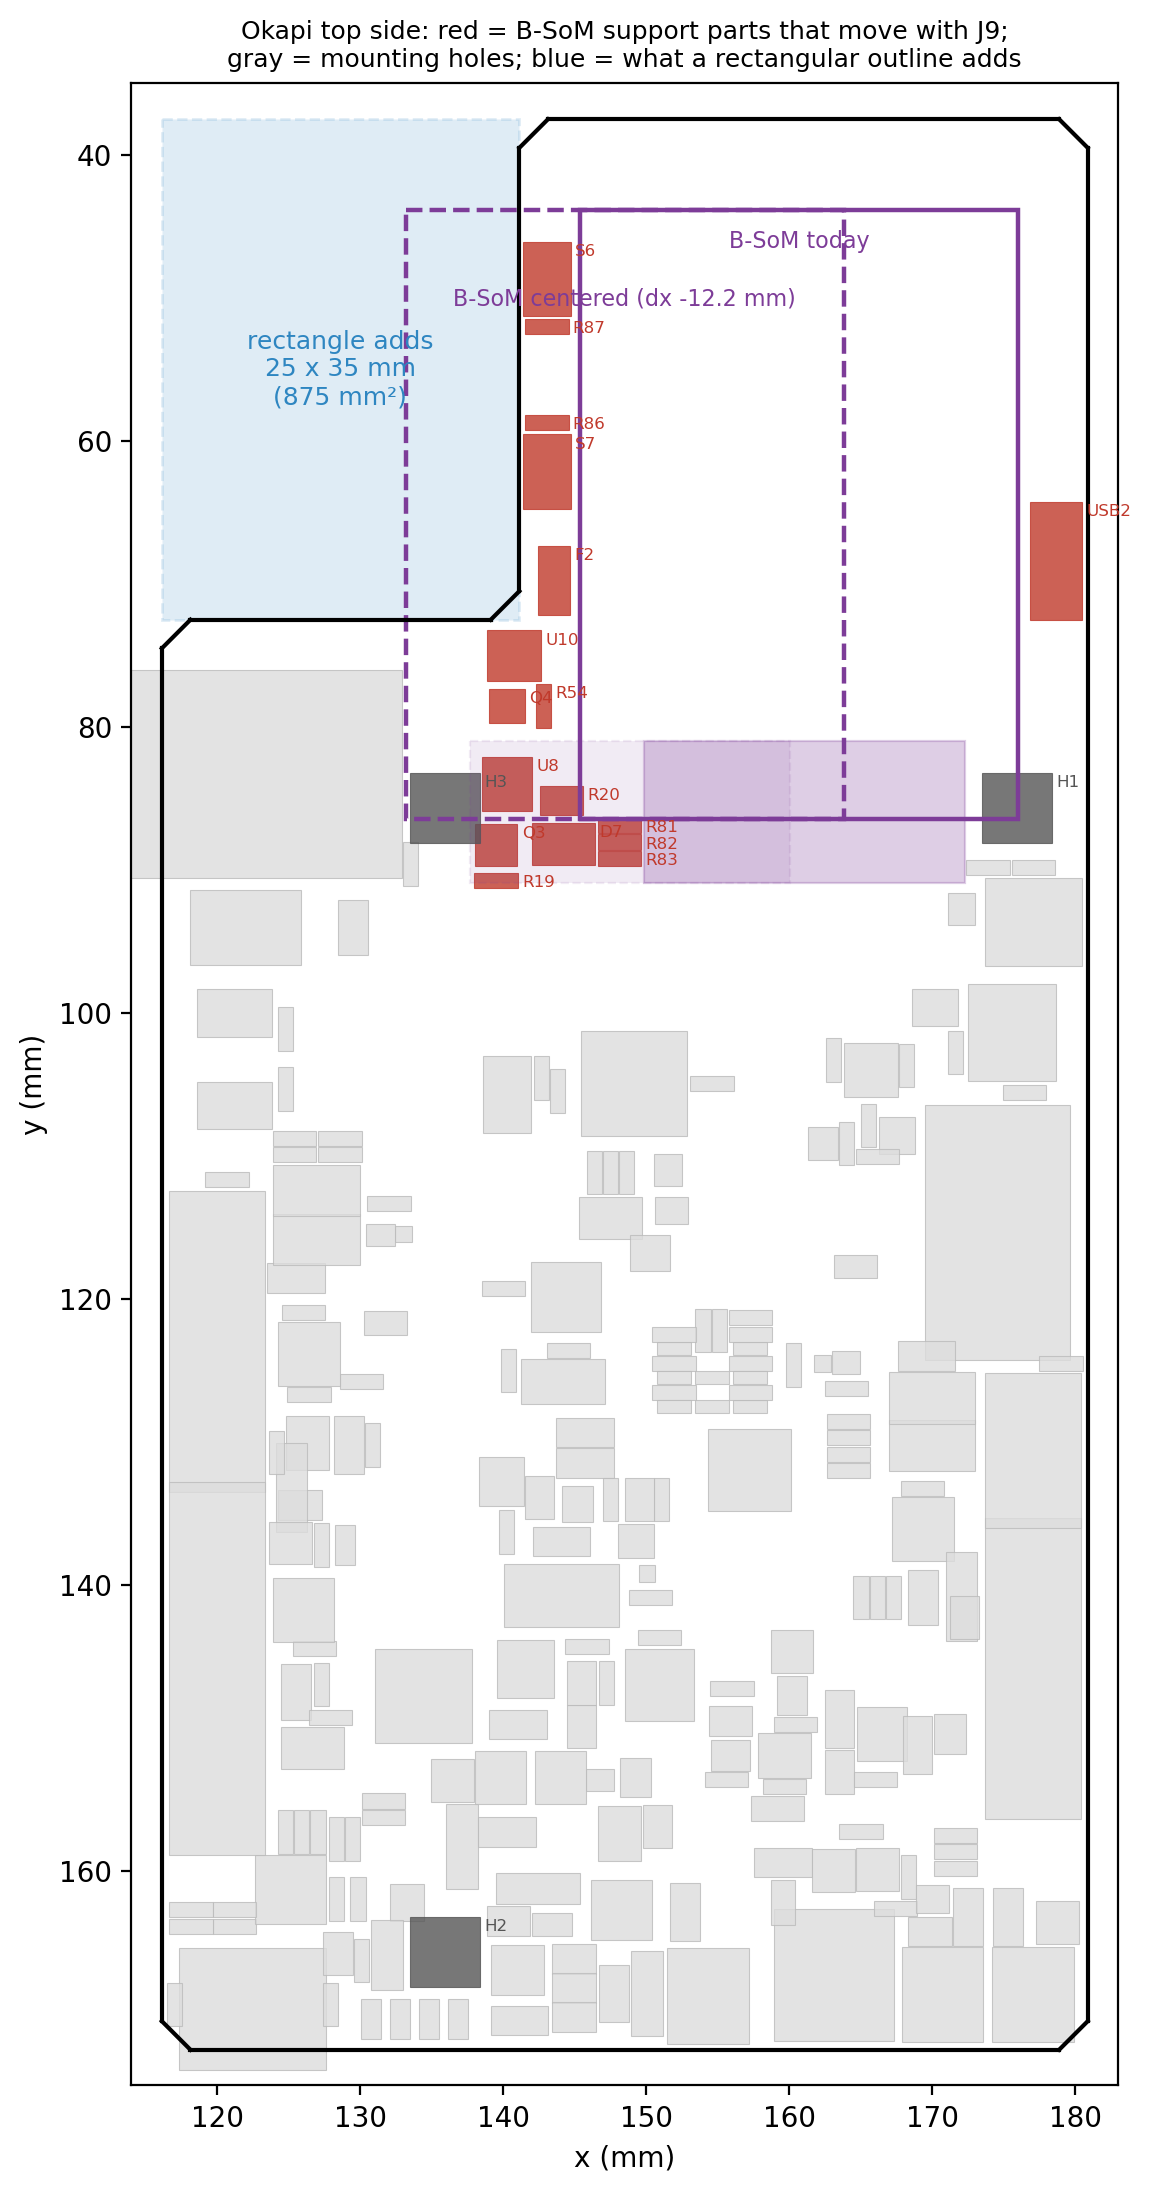 Okapi top side: red = B-SoM support parts that move with J9;
gray = mounting holes; blue = what a rectangular outline adds
40
B-SoM today
S6
B-SoM centered (dx -12.2 mm)
R87
rectangle adds
25 x 35 mm
(875 mm²)
R86
60
S7
USB2
F2
U10
Q4
R54
80
U8
H3
H1
R20
R81
Q3
D7
R82
R83
R19
100
y (mm)
120
140
160
H2
120 130 140 150 160 170 180
x (mm)